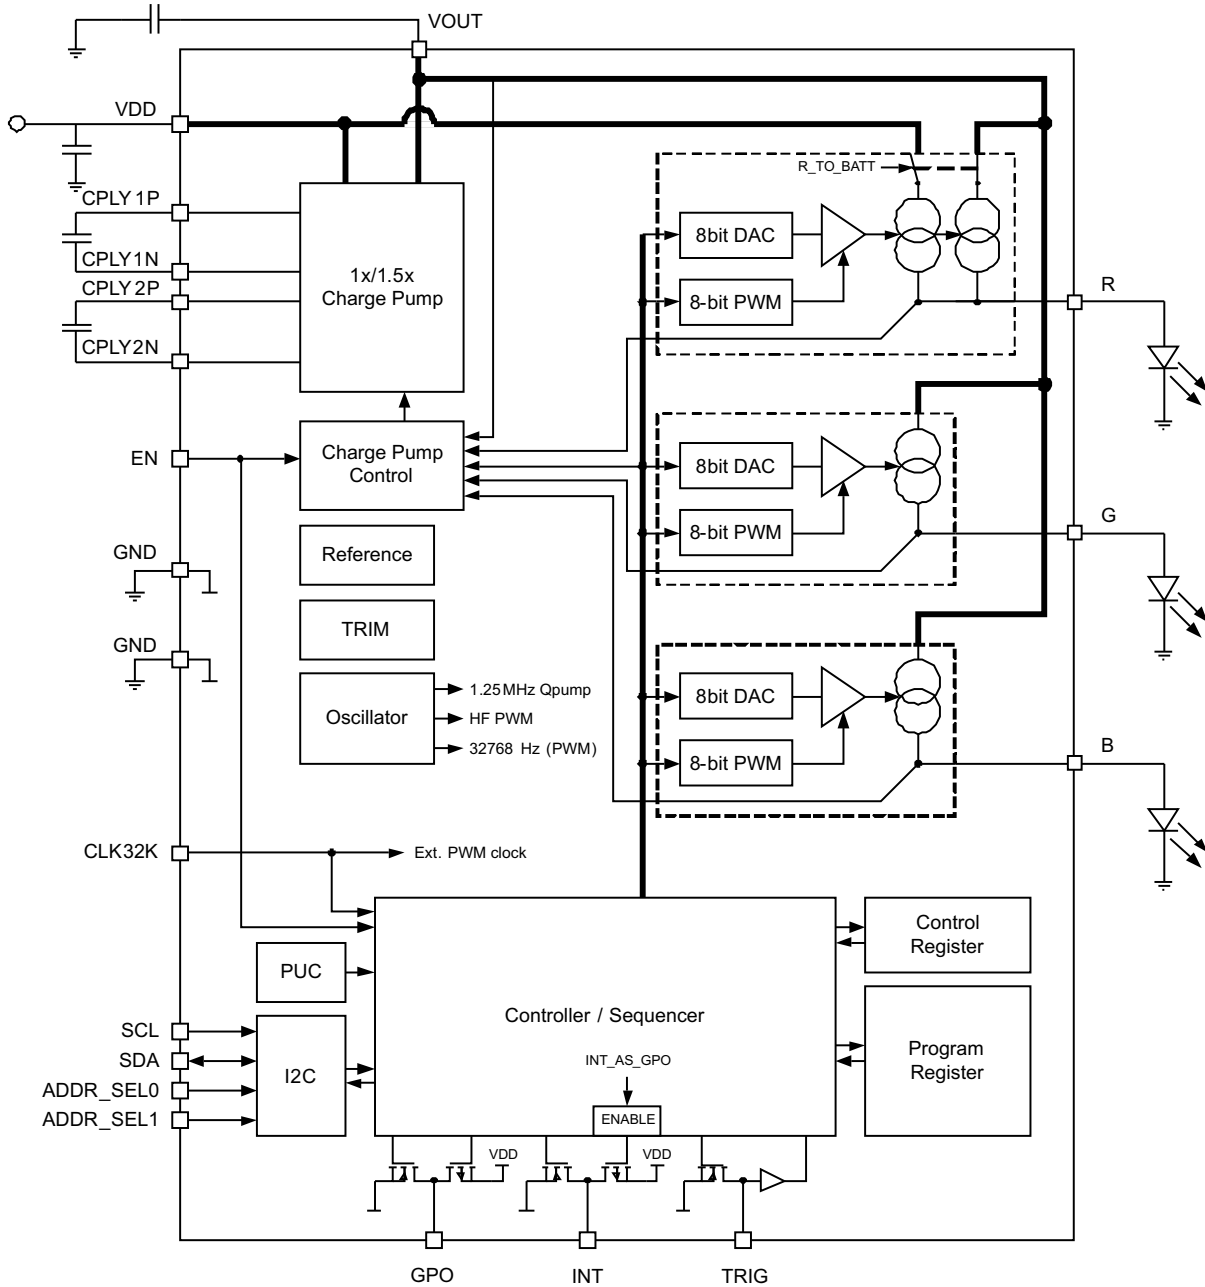 VOUT
VDD
R_TO_BATT
CPLY1P
8bit DAC
CPLY1N
1x/1.5x
Charge Pump
R
CPLY2P
8-bit PWM
CPLY2N
Charge Pump
Control
8bit DAC
EN
G
8-bit PWM
GND
Reference
TRIM
GND
8bit DAC
1.25MHz Qpump
Oscillator
HF PWM
32768 Hz (PWM)
B
8-bit PWM
CLK32K
Ext. PWM clock
Control
Register
PUC
Controller / Sequencer
SCL
SDA
I2C
INT_AS_GPO
Program
Register
ADDR_SEL0
ADDR_SEL1
ENABLE
VDD
VDD
GPO
INT
TRIG